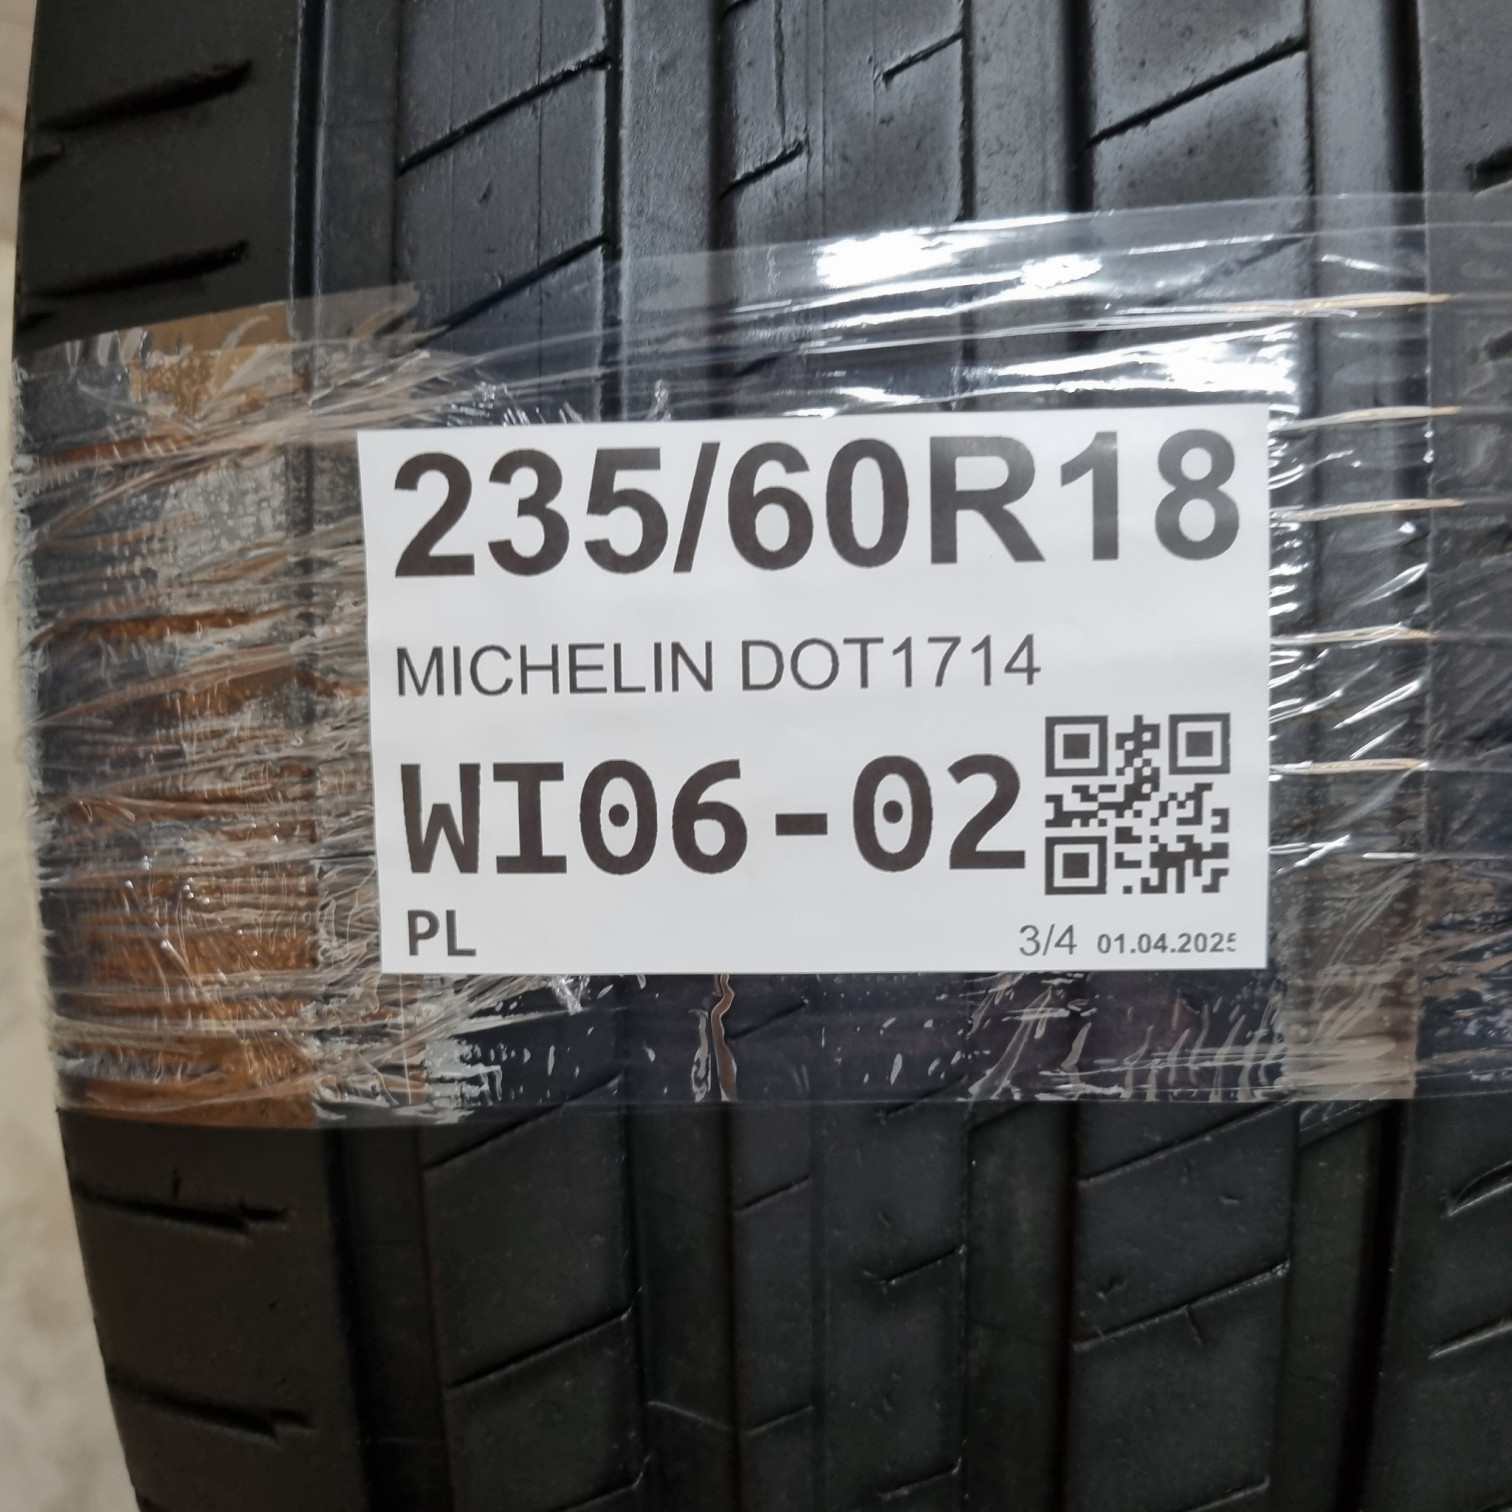 235/60R18
MICHELIN DOT1714
WI06-02
PL
3/4 01.04.2025